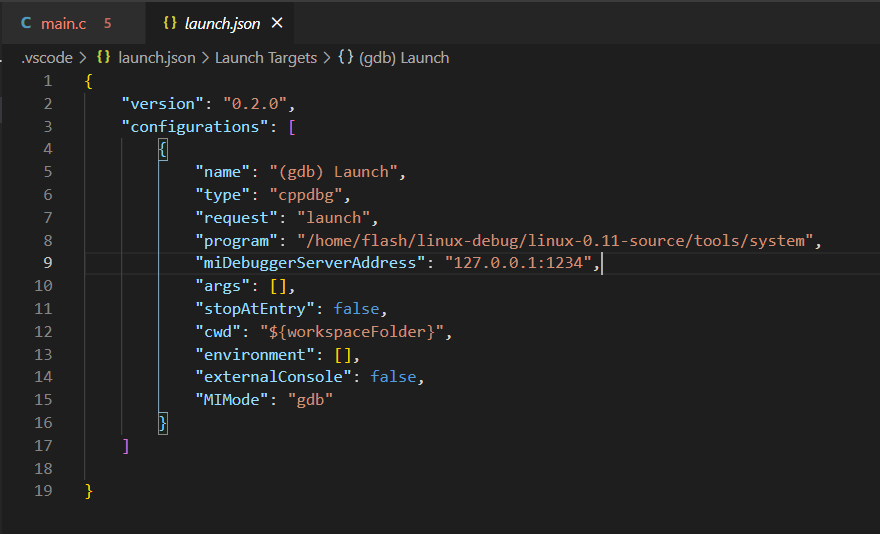 C main.c 5 {} launch.json ×
.vscode > {} launch.json > Launch Targets > {} (gdb) Launch
1 {
2 "version": "0.2.0",
3 "configurations": [
4 {
5 "name": "(gdb) Launch",
6 "type": "cppdbg",
7 "request": "launch",
8 "program": "/home/flash/linux-debug/linux-0.11-source/tools/system",
9 "miDebuggerServerAddress": "127.0.0.1:1234",
10 "args": [],
11 "stopAtEntry": false,
12 "cwd": "${workspaceFolder}",
13 "environment": [],
14 "externalConsole": false,
15 "MIMode": "gdb"
16 }
17 ]
18
19 }